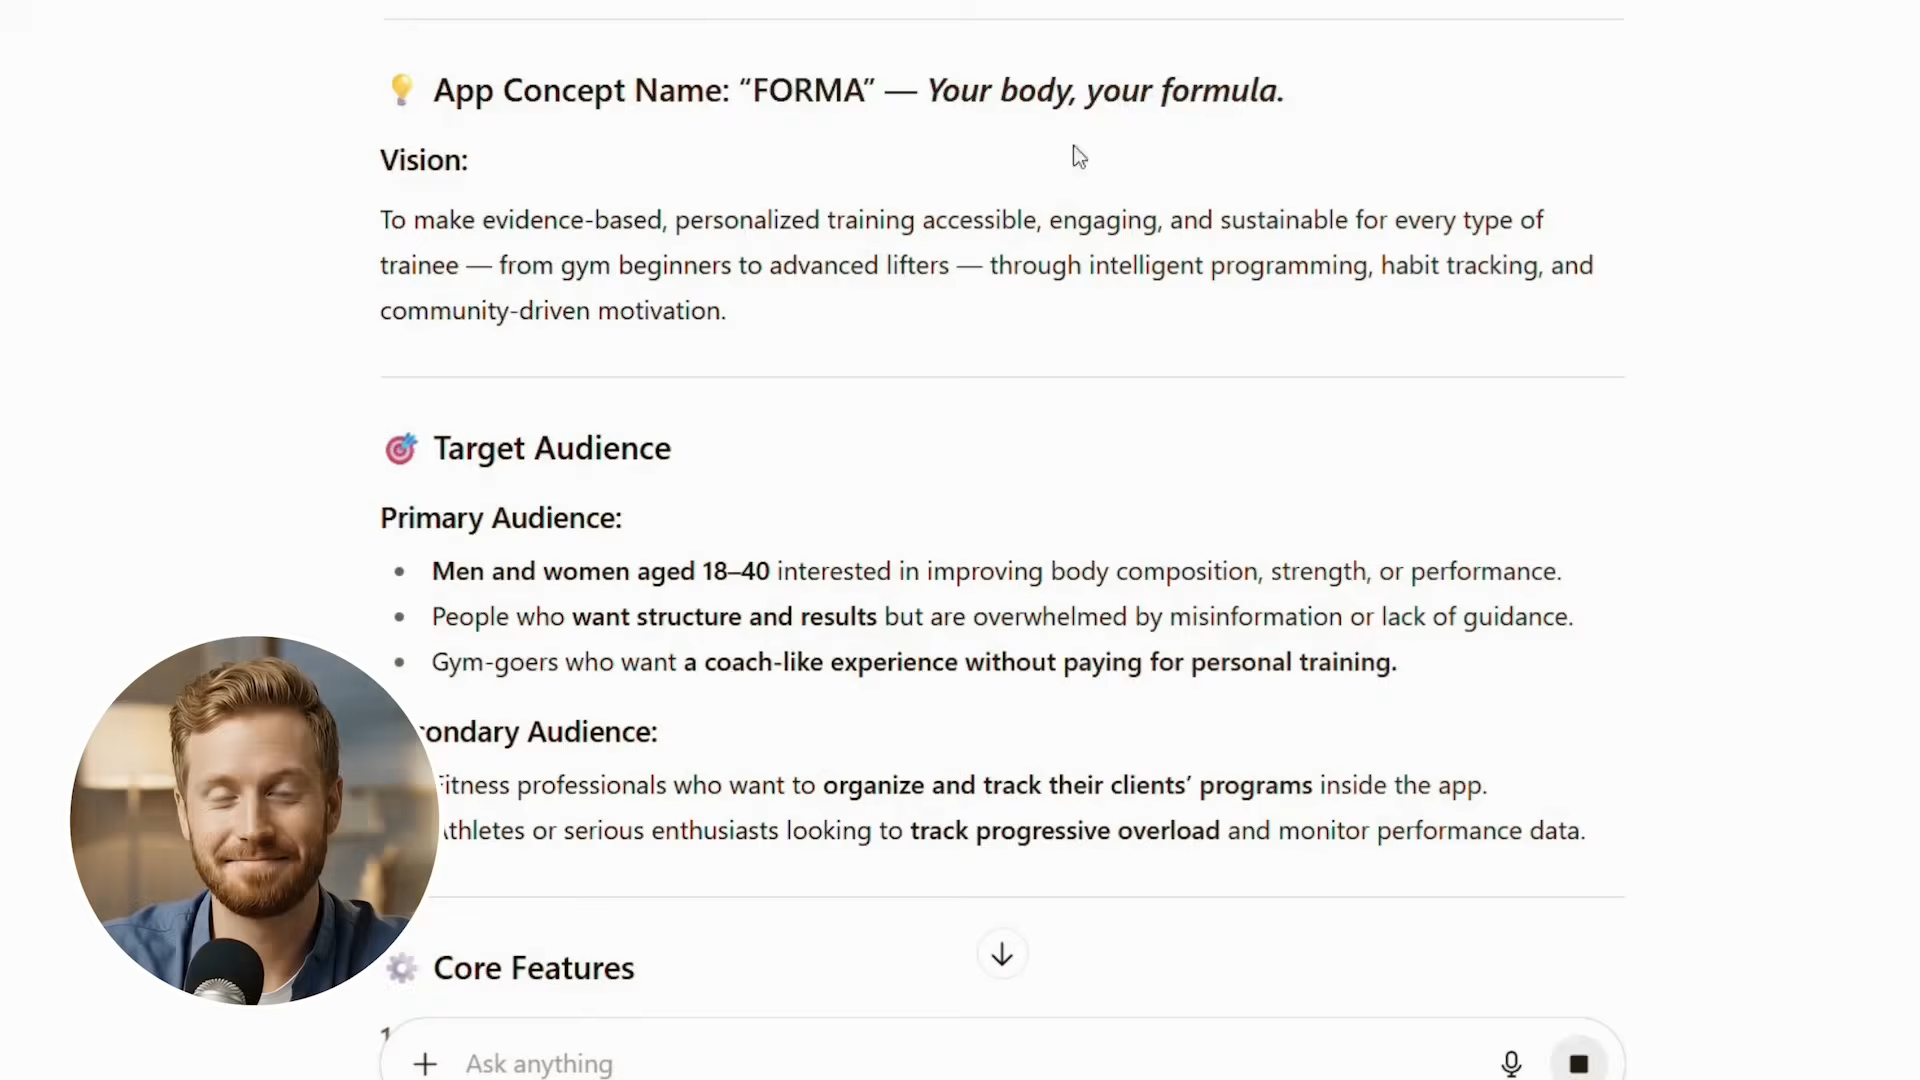 App Concept Name: “FORMA” — Your body, your formula.
Vision:
To make evidence-based, personalized training accessible, engaging, and sustainable for every type of
trainee — from gym beginners to advanced lifters — through intelligent programming, habit tracking, and
community-driven motivation.
Target Audience
Primary Audience:
Men and women aged 18–40 interested in improving body composition, strength, or performance.
People who want structure and results but are overwhelmed by misinformation or lack of guidance.
Gym-goers who want a coach-like experience without paying for personal training.
condary Audience:
Fitness professionals who want to organize and track their clients’ programs inside the app.
Athletes or serious enthusiasts looking to track progressive overload and monitor performance data.
Core Features
Ask anything